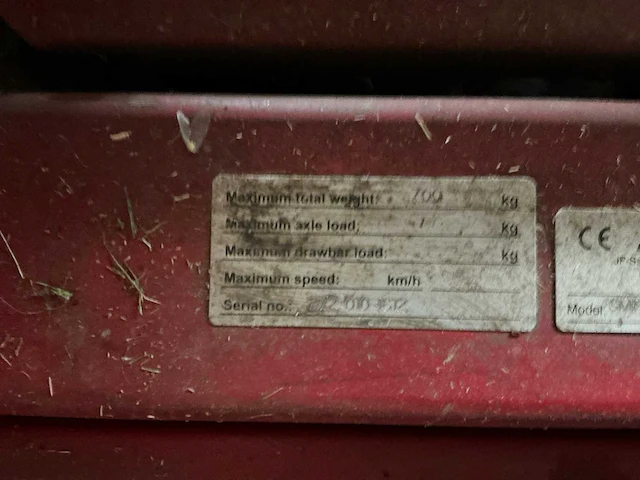 Maximum total weight: 700 kg
Maximum axle load: / kg
Maximum drawbar load: kg
Maximum speed: km/h
Serial no.:
CE
Model: